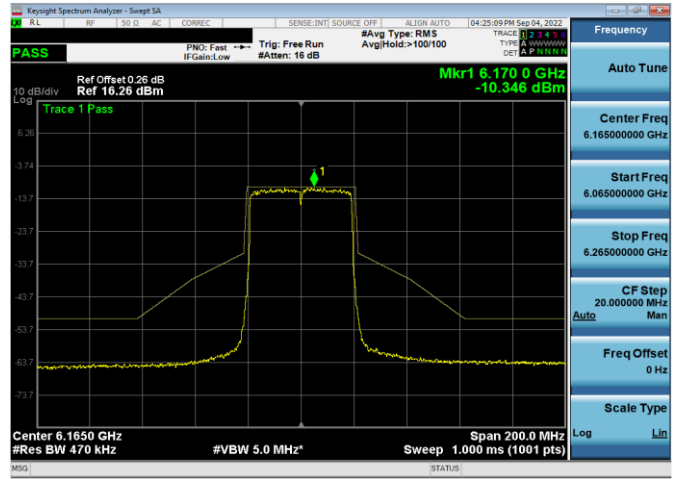 Keysight Spectrum Analyzer - Swept SA
RL RF 50 Ω AC CORREC SENSE:INT SOURCE OFF ALIGN AUTO 04:25:09 PM Sep 04, 2022
Frequency
PASS
PNO: Fast
IFGain:Low
Trig: Free Run
#Atten: 16 dB
#Avg Type: RMS
Avg|Hold:>100/100
TRACE 1 2 3 4 5 6
TYPE A WWWWW
DET A P N N N N
Auto Tune
10 dB/div
Log
Ref Offset 0.26 dB
Ref 16.26 dBm
Mkr1 6.170 0 GHz
-10.346 dBm
Trace 1 Pass
6.26
-3.74
-13.7
-23.7
-33.7
-43.7
-53.7
-63.7
-73.7
1
Center Freq
6.165000000 GHz
Start Freq
6.065000000 GHz
Stop Freq
6.265000000 GHz
CF Step
20.000000 MHz
Auto Man
Freq Offset
0 Hz
Scale Type
Log Lin
Center 6.1650 GHz
#Res BW 470 kHz
#VBW 5.0 MHz*
Span 200.0 MHz
Sweep 1.000 ms (1001 pts)
MSG STATUS